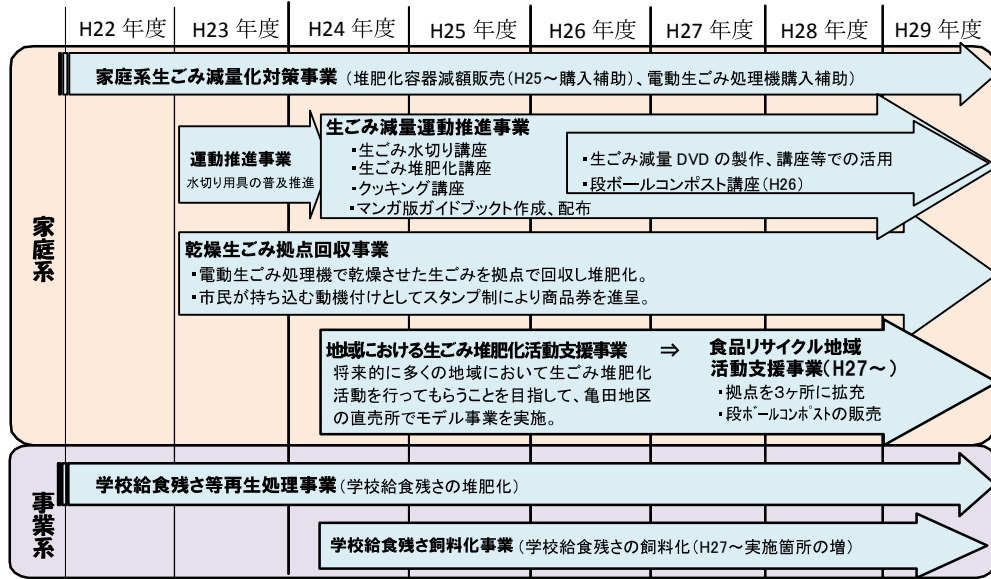 H22 年度 H23 年度 H24 年度 H25 年度 H26 年度 H27 年度 H28 年度 H29 年度
家庭系
家庭系生ごみ減量化対策事業（堆肥化容器減額販売（H25～購入補助）、電動生ごみ処理機購入補助）
運動推進事業
水切り用具の普及推進
生ごみ減量運動推進事業
・生ごみ水切り講座
・生ごみ堆肥化講座
・クッキング講座
・マンガ版ガイドブックト作成、配布
・生ごみ減量 DVD の製作、講座等での活用
・段ボールコンポスト講座（H26）
乾燥生ごみ拠点回収事業
・電動生ごみ処理機で乾燥させた生ごみを拠点で回収し堆肥化。
・市民が持ち込む動機付けとしてスタンプ制により商品券を進呈。
地域における生ごみ堆肥化活動支援事業 ⇒ 食品リサイクル地域
活動支援事業（H27～）
将来的に多くの地域において生ごみ堆肥化
活動を行ってもらうことを目指して、亀田地区
の直売所でモデル事業を実施。
・拠点を3ヶ所に拡充
・段ﾎﾞｰﾙｺﾝﾎﾟｽﾄの販売
事業系
学校給食残さ等再生処理事業（学校給食残さの堆肥化）
学校給食残さ飼料化事業（学校給食残さの飼料化（H27～実施箇所の増）